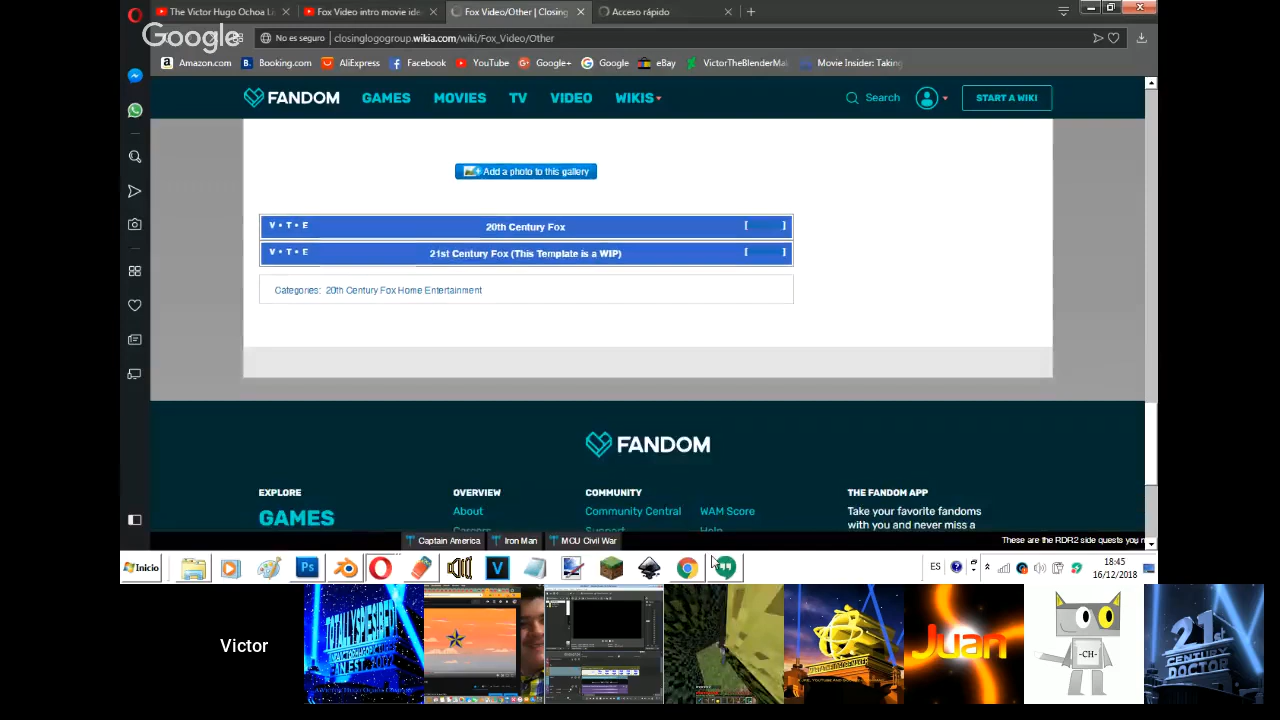 The Victor Hugo Ochoa Li
Fox Video intro movie ide
Fox Video/Other | Closing
Acceso rápido
Google
No es seguro
closinglogogroup.wikia.com/wiki/Fox_Video/Other
Amazon.com
Booking.com
AliExpress
Facebook
YouTube
Google+
Google
eBay
VictorTheBlenderMak
Movie Insider: Taking
FANDOM
GAMES
MOVIES
TV
VIDEO
WIKIS
Search
START A WIKI
Add a photo to this gallery
V • T • E
20th Century Fox
[ ]
V • T • E
21st Century Fox (This Template is a WIP)
[ ]
Categories: 20th Century Fox Home Entertainment
FANDOM
EXPLORE
GAMES
OVERVIEW
About
Careers
COMMUNITY
Community Central
WAM Score
Support
Help
THE FANDOM APP
Take your favorite fandoms
with you and never miss a
Captain America
Iron Man
MCU Civil War
These are the RDR2 side quests you
Inicio
ES
18:45
16/12/2018
Victor
Juan
-CH-
21st
CENTURY
DOCTOR